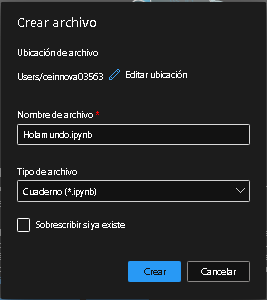 Crear archivo
Ubicación de archivo
Users/ceinnova03563 Editar ubicación
Nombre de archivo *
Holamundo.ipynb
Tipo de archivo
Cuaderno (*.ipynb)
Sobrescribir si ya existe
Crear Cancelar